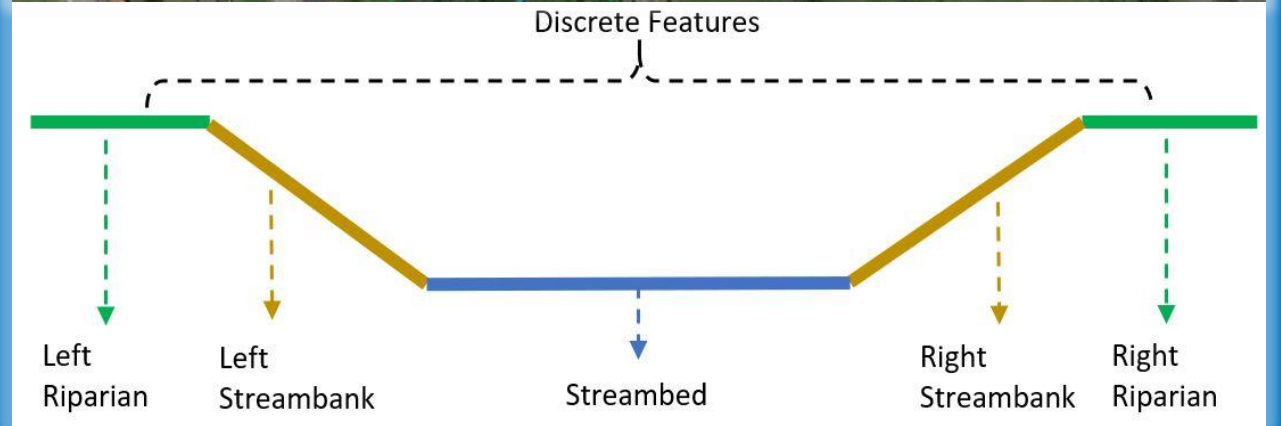 Discrete Features
Left
Riparian
Left
Streambank
Streambed
Right
Streambank
Right
Riparian